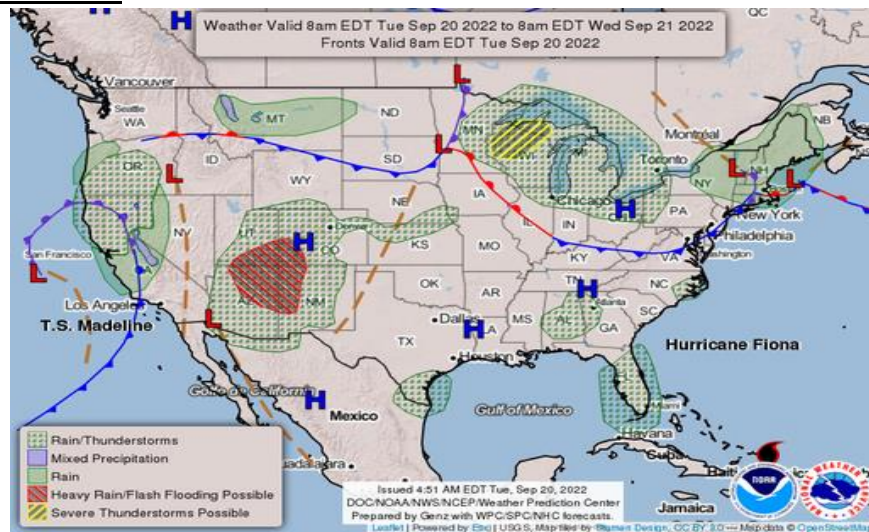 Weather Valid 8am EDT Tue Sep 20 2022 to 8am EDT Wed Sep 21 2022
Fronts Valid 8am EDT Tue Sep 20 2022
H
H
QC
L
Vancouver
Seattle
WA
MT
ND
MN
L
WI
Montréal
NB
Toronto
OR
ID
SD
L
L
WY
NY
NH
L
L
IA
Chicago
H
PA
New York
NE
IL
IN
Philadelphia
San Francisco
NV
UT
H
Denver
CO
KS
MO
KY
VA
Washington
L
CA
Los Angeles
AZ
NM
OK
AR
TN
H
NC
Atlanta
SC
T.S. Madeline
L
Dallas
H
LA
MS
AL
GA
TX
Houston
Hurricane Fiona
Golfo de California
H
Mexico
Gulf of Mexico
Miami
Havana
Cuba
Jamaica
Rain/Thunderstorms
Mixed Precipitation
Rain
Heavy Rain/Flash Flooding Possible
Severe Thunderstorms Possible
Issued 4:51 AM EDT Tue, Sep 20, 2022
DOC/NOAA/NWS/NCEP/Weather Prediction Center
Prepared by Genz with WPC/SPC/NHC forecasts.
Leaflet | Powered by Esri | USGS, Map tiles by Stamen Design, CC BY 3.0 — Map data © OpenStreetMap
NOAA